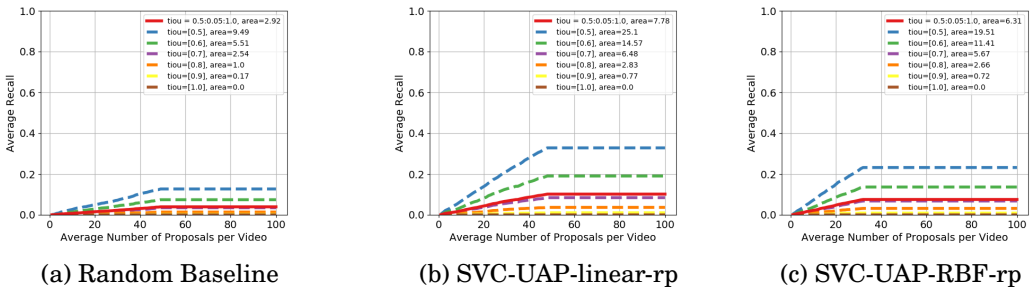 1.0
0.8
0.6
0.4
0.2
0.0
Average Recall
tiou = 0.5:0.05:1.0, area=2.92
tiou=[0.5], area=9.49
tiou=[0.6], area=5.51
tiou=[0.7], area=2.54
tiou=[0.8], area=1.0
tiou=[0.9], area=0.17
tiou=[1.0], area=0.0
0 20 40 60 80 100
Average Number of Proposals per Video
(a) Random Baseline
1.0
0.8
0.6
0.4
0.2
0.0
Average Recall
tiou = 0.5:0.05:1.0, area=7.78
tiou=[0.5], area=25.1
tiou=[0.6], area=14.57
tiou=[0.7], area=6.48
tiou=[0.8], area=2.83
tiou=[0.9], area=0.77
tiou=[1.0], area=0.0
0 20 40 60 80 100
Average Number of Proposals per Video
(b) SVC-UAP-linear-rp
1.0
0.8
0.6
0.4
0.2
0.0
Average Recall
tiou = 0.5:0.05:1.0, area=6.31
tiou=[0.5], area=19.51
tiou=[0.6], area=11.41
tiou=[0.7], area=5.67
tiou=[0.8], area=2.66
tiou=[0.9], area=0.72
tiou=[1.0], area=0.0
0 20 40 60 80 100
Average Number of Proposals per Video
(c) SVC-UAP-RBF-rp